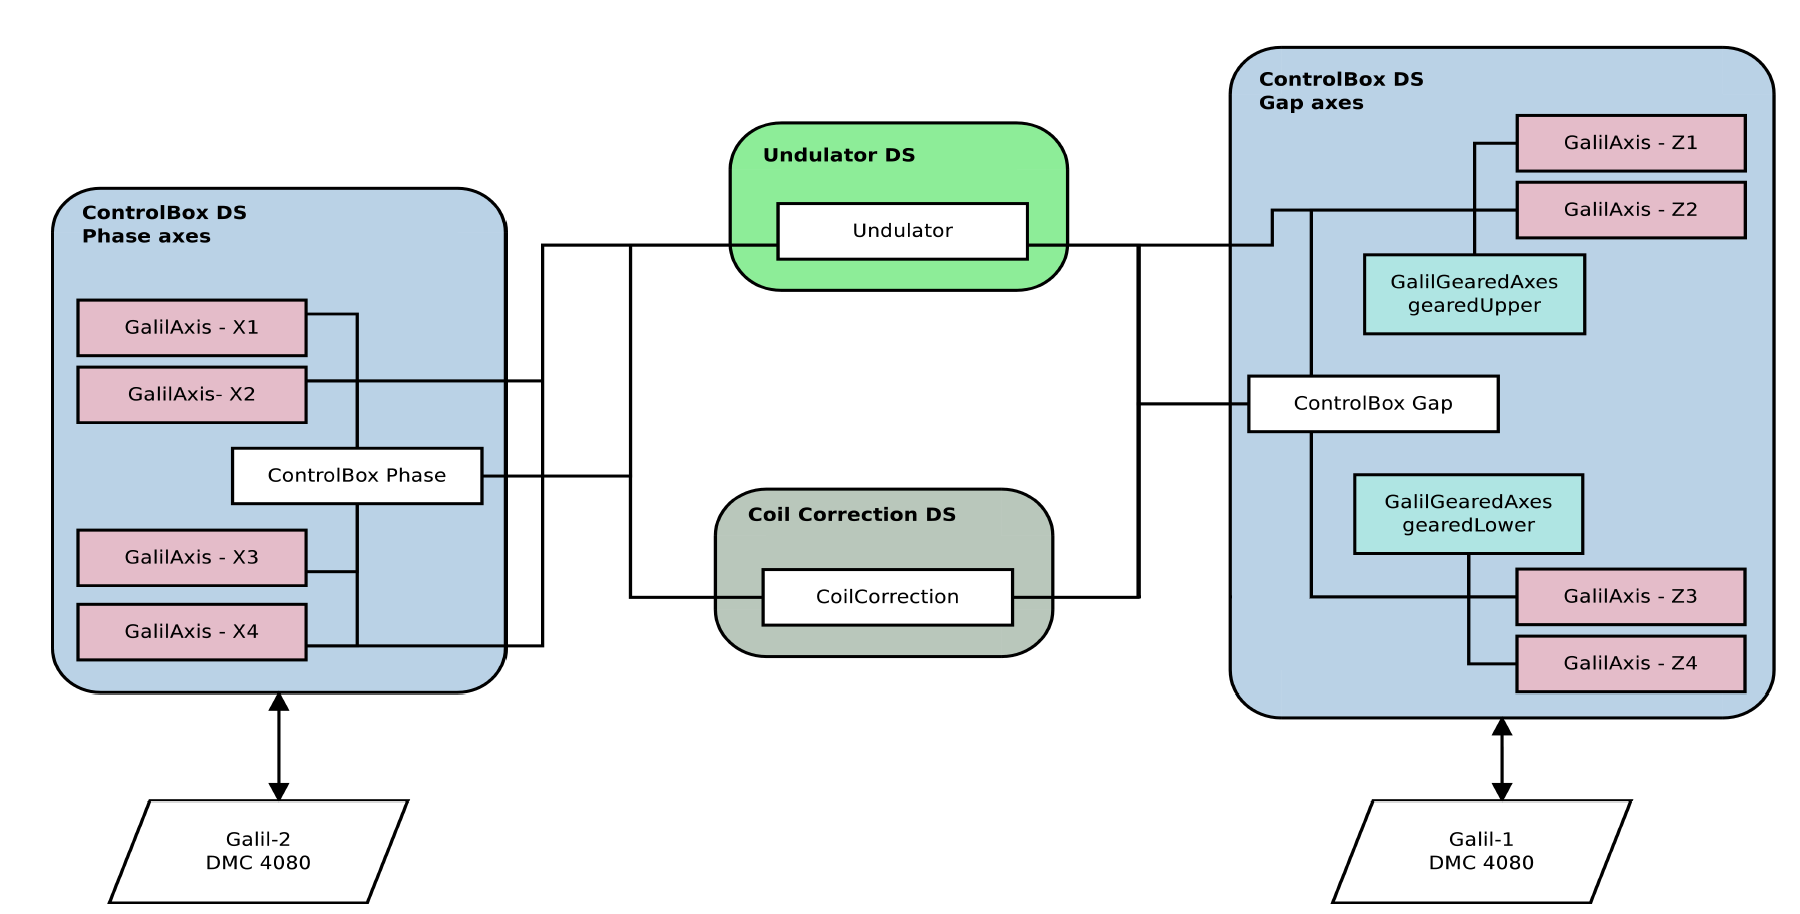 ControlBox DS
Phase axes
GalilAxis - X1
GalilAxis- X2
ControlBox Phase
GalilAxis - X3
GalilAxis - X4
Galil-2
DMC 4080
Undulator DS
Undulator
Coil Correction DS
CoilCorrection
ControlBox DS
Gap axes
GalilAxis - Z1
GalilAxis - Z2
GalilGearedAxes
gearedUpper
ControlBox Gap
GalilGearedAxes
gearedLower
GalilAxis - Z3
GalilAxis - Z4
Galil-1
DMC 4080